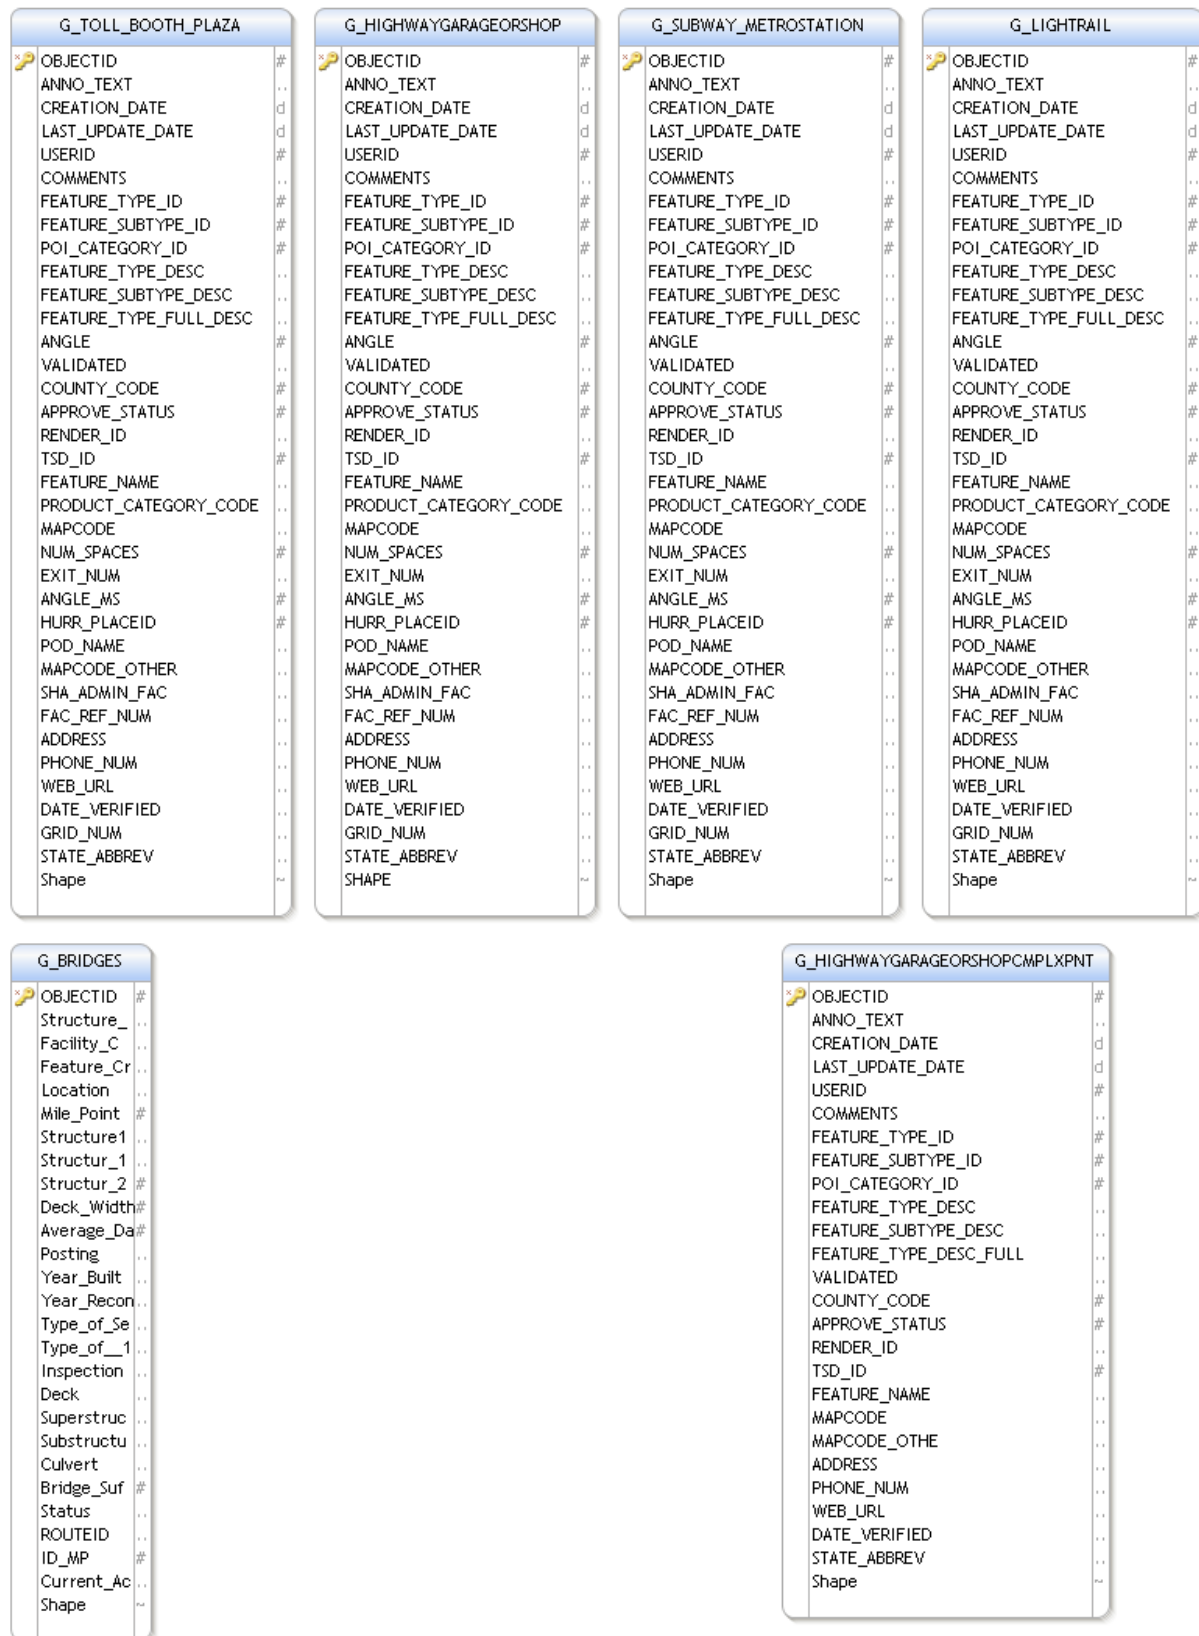 G_TOLL_BOOTH_PLAZA
OBJECTID #
ANNO_TEXT ..
CREATION_DATE d
LAST_UPDATE_DATE d
USERID #
COMMENTS ..
FEATURE_TYPE_ID #
FEATURE_SUBTYPE_ID #
POI_CATEGORY_ID #
FEATURE_TYPE_DESC ..
FEATURE_SUBTYPE_DESC ..
FEATURE_TYPE_FULL_DESC ..
ANGLE #
VALIDATED ..
COUNTY_CODE #
APPROVE_STATUS #
RENDER_ID ..
TSD_ID #
FEATURE_NAME ..
PRODUCT_CATEGORY_CODE ..
MAPCODE ..
NUM_SPACES #
EXIT_NUM ..
ANGLE_MS #
HURR_PLACEID #
POD_NAME ..
MAPCODE_OTHER ..
SHA_ADMIN_FAC ..
FAC_REF_NUM ..
ADDRESS ..
PHONE_NUM ..
WEB_URL ..
DATE_VERIFIED ..
GRID_NUM ..
STATE_ABBREV ..
Shape ~
G_HIGHWAYGARAGEORSHOP
OBJECTID #
ANNO_TEXT ..
CREATION_DATE d
LAST_UPDATE_DATE d
USERID #
COMMENTS ..
FEATURE_TYPE_ID #
FEATURE_SUBTYPE_ID #
POI_CATEGORY_ID #
FEATURE_TYPE_DESC ..
FEATURE_SUBTYPE_DESC ..
FEATURE_TYPE_FULL_DESC ..
ANGLE #
VALIDATED ..
COUNTY_CODE #
APPROVE_STATUS #
RENDER_ID ..
TSD_ID #
FEATURE_NAME ..
PRODUCT_CATEGORY_CODE ..
MAPCODE ..
NUM_SPACES #
EXIT_NUM ..
ANGLE_MS #
HURR_PLACEID #
POD_NAME ..
MAPCODE_OTHER ..
SHA_ADMIN_FAC ..
FAC_REF_NUM ..
ADDRESS ..
PHONE_NUM ..
WEB_URL ..
DATE_VERIFIED ..
GRID_NUM ..
STATE_ABBREV ..
SHAPE ~
G_SUBWAY_METROSTATION
OBJECTID #
ANNO_TEXT ..
CREATION_DATE d
LAST_UPDATE_DATE d
USERID #
COMMENTS ..
FEATURE_TYPE_ID #
FEATURE_SUBTYPE_ID #
POI_CATEGORY_ID #
FEATURE_TYPE_DESC ..
FEATURE_SUBTYPE_DESC ..
FEATURE_TYPE_FULL_DESC ..
ANGLE #
VALIDATED ..
COUNTY_CODE #
APPROVE_STATUS #
RENDER_ID ..
TSD_ID #
FEATURE_NAME ..
PRODUCT_CATEGORY_CODE ..
MAPCODE ..
NUM_SPACES #
EXIT_NUM ..
ANGLE_MS #
HURR_PLACEID #
POD_NAME ..
MAPCODE_OTHER ..
SHA_ADMIN_FAC ..
FAC_REF_NUM ..
ADDRESS ..
PHONE_NUM ..
WEB_URL ..
DATE_VERIFIED ..
GRID_NUM ..
STATE_ABBREV ..
Shape ~
G_LIGHTRAIL
OBJECTID #
ANNO_TEXT ..
CREATION_DATE d
LAST_UPDATE_DATE d
USERID #
COMMENTS ..
FEATURE_TYPE_ID #
FEATURE_SUBTYPE_ID #
POI_CATEGORY_ID #
FEATURE_TYPE_DESC ..
FEATURE_SUBTYPE_DESC ..
FEATURE_TYPE_FULL_DESC ..
ANGLE #
VALIDATED ..
COUNTY_CODE #
APPROVE_STATUS #
RENDER_ID ..
TSD_ID #
FEATURE_NAME ..
PRODUCT_CATEGORY_CODE ..
MAPCODE ..
NUM_SPACES #
EXIT_NUM ..
ANGLE_MS #
HURR_PLACEID #
POD_NAME ..
MAPCODE_OTHER ..
SHA_ADMIN_FAC ..
FAC_REF_NUM ..
ADDRESS ..
PHONE_NUM ..
WEB_URL ..
DATE_VERIFIED ..
GRID_NUM ..
STATE_ABBREV ..
Shape ~
G_BRIDGES
OBJECTID #
Structure_ ..
Facility_C ..
Feature_Cr ..
Location ..
Mile_Point #
Structure1 ..
Structur_1 ..
Structur_2 #
Deck_Width #
Average_Da #
Posting ..
Year_Built ..
Year_Recon ..
Type_of_Se ..
Type_of__1 ..
Inspection ..
Deck ..
Superstruc ..
Substructu ..
Culvert ..
Bridge_Suf #
Status ..
ROUTEID ..
ID_MP #
Current_Ac ..
Shape ~
G_HIGHWAYGARAGEORSHOPCMPLXPNT
OBJECTID #
ANNO_TEXT ..
CREATION_DATE d
LAST_UPDATE_DATE d
USERID #
COMMENTS ..
FEATURE_TYPE_ID #
FEATURE_SUBTYPE_ID #
POI_CATEGORY_ID #
FEATURE_TYPE_DESC ..
FEATURE_SUBTYPE_DESC ..
FEATURE_TYPE_DESC_FULL ..
VALIDATED ..
COUNTY_CODE #
APPROVE_STATUS #
RENDER_ID ..
TSD_ID #
FEATURE_NAME ..
MAPCODE ..
MAPCODE_OTHE ..
ADDRESS ..
PHONE_NUM ..
WEB_URL ..
DATE_VERIFIED ..
STATE_ABBREV ..
Shape ~